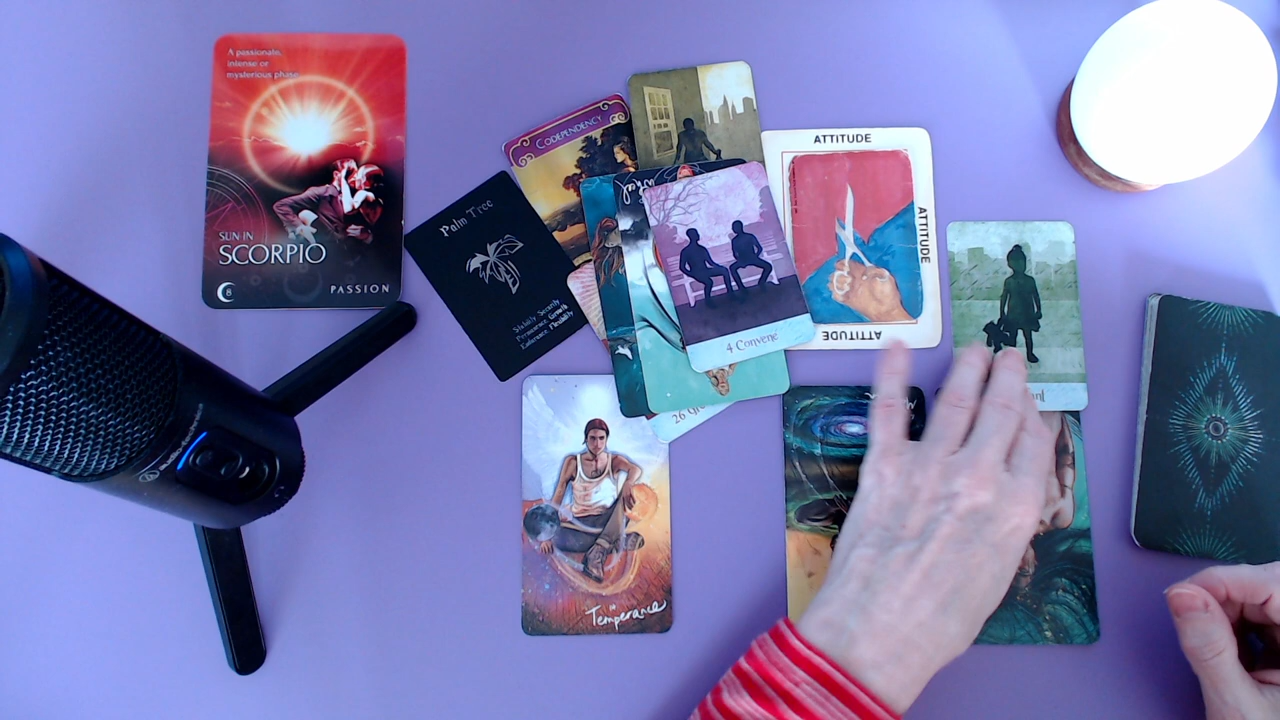 A passionate,
intense or
mysterious phase
SUN IN
SCORPIO
8
PASSION
CODEPENDENCY
Palm Tree
Stability Security
Permanence Growth
Endurance Flexibility
4 Convene
ATTITUDE
ATTITUDE
ATTITUDE
26
Temperance